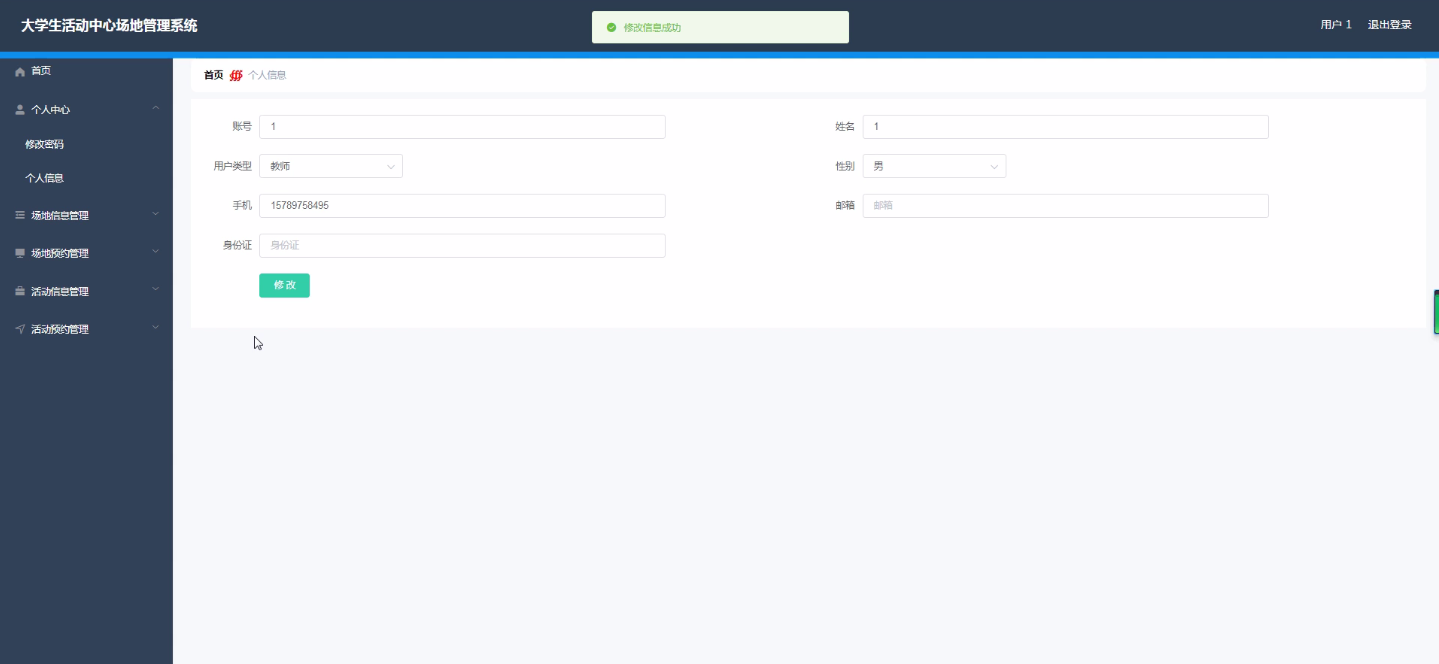 大学生活动中心场地管理系统
修改信息成功
用户 1
退出登录
首页
个人中心
修改密码
个人信息
场地信息管理
场地预约管理
活动信息管理
活动预约管理
首页 个人信息
账号 1
姓名 1
用户类型 教师
性别 男
手机 15789758495
邮箱 邮箱
身份证 身份证
修 改